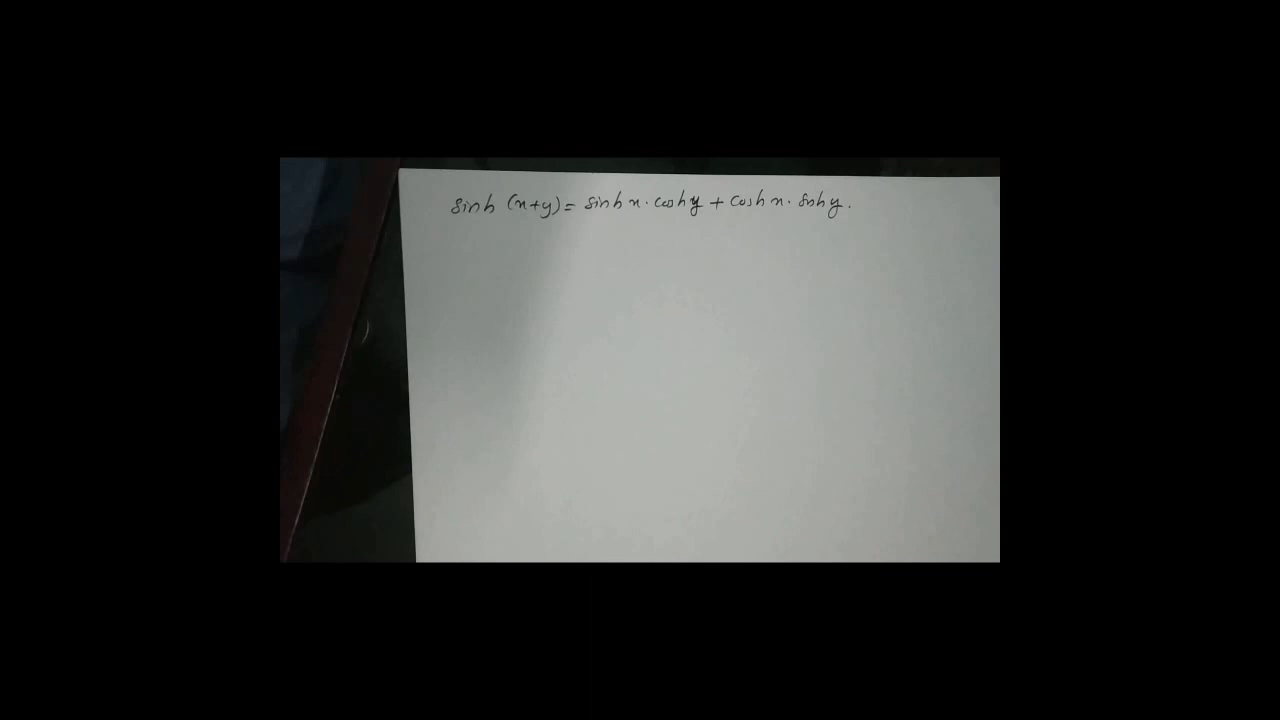 sinh (x+y) = sinh x . cosh y + cosh x . sinh y .